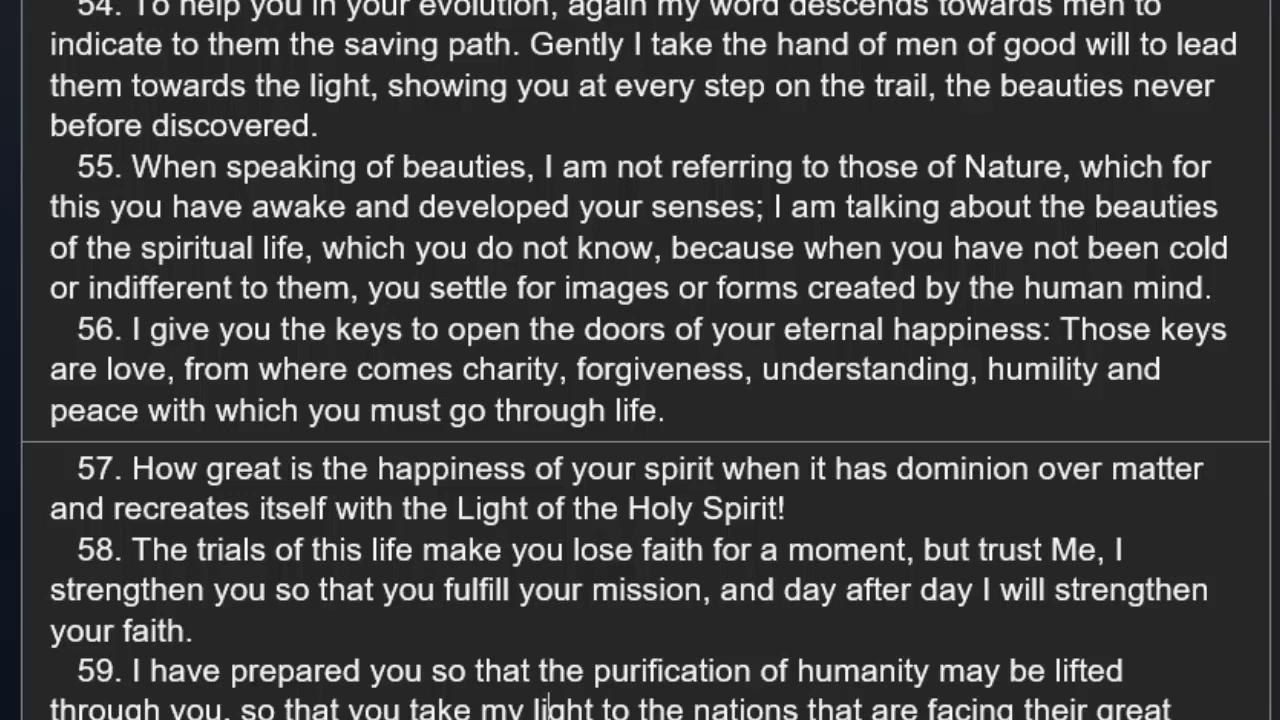 54. To help you in your evolution, again my word descends towards men to
indicate to them the saving path. Gently I take the hand of men of good will to lead
them towards the light, showing you at every step on the trail, the beauties never
before discovered.
55. When speaking of beauties, I am not referring to those of Nature, which for
this you have awake and developed your senses; I am talking about the beauties
of the spiritual life, which you do not know, because when you have not been cold
or indifferent to them, you settle for images or forms created by the human mind.
56. I give you the keys to open the doors of your eternal happiness: Those keys
are love, from where comes charity, forgiveness, understanding, humility and
peace with which you must go through life.
57. How great is the happiness of your spirit when it has dominion over matter
and recreates itself with the Light of the Holy Spirit!
58. The trials of this life make you lose faith for a moment, but trust Me, I
strengthen you so that you fulfill your mission, and day after day I will strengthen
your faith.
59. I have prepared you so that the purification of humanity may be lifted
through you, so that you take my light to the nations that are facing their great